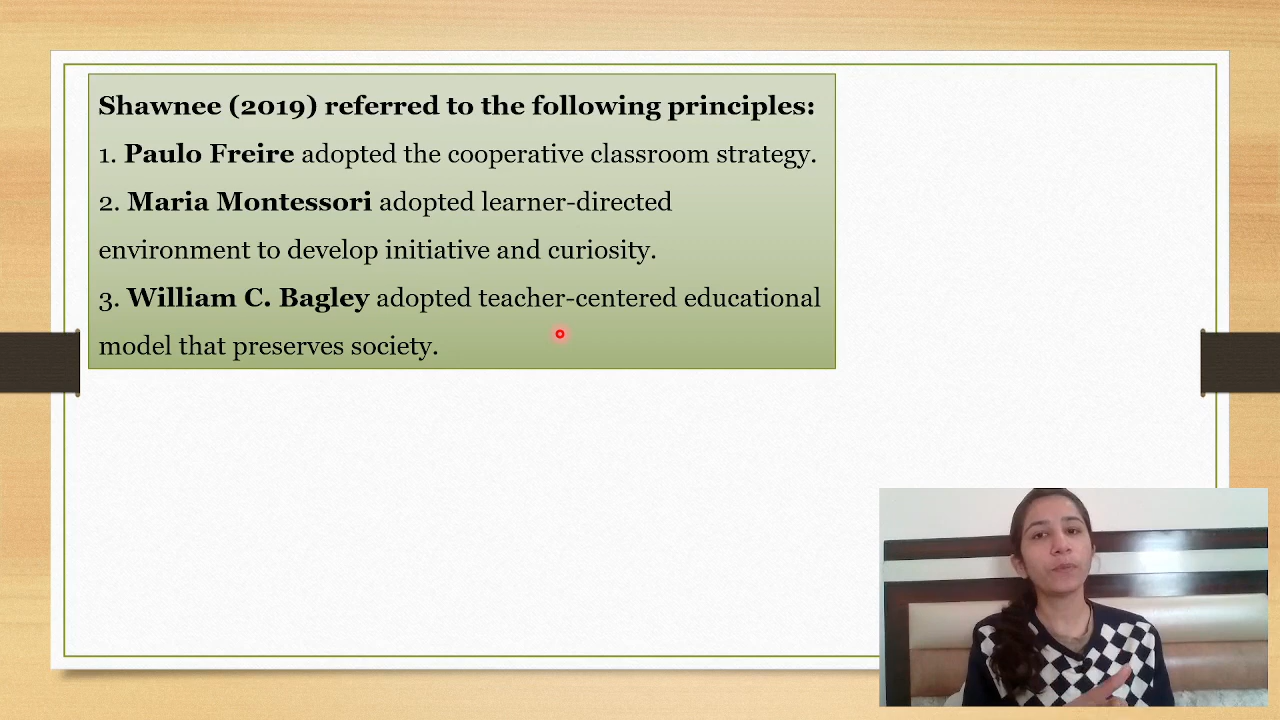 Shawnee (2019) referred to the following principles:
1. Paulo Freire adopted the cooperative classroom strategy.
2. Maria Montessori adopted learner-directed
environment to develop initiative and curiosity.
3. William C. Bagley adopted teacher-centered educational
model that preserves society.